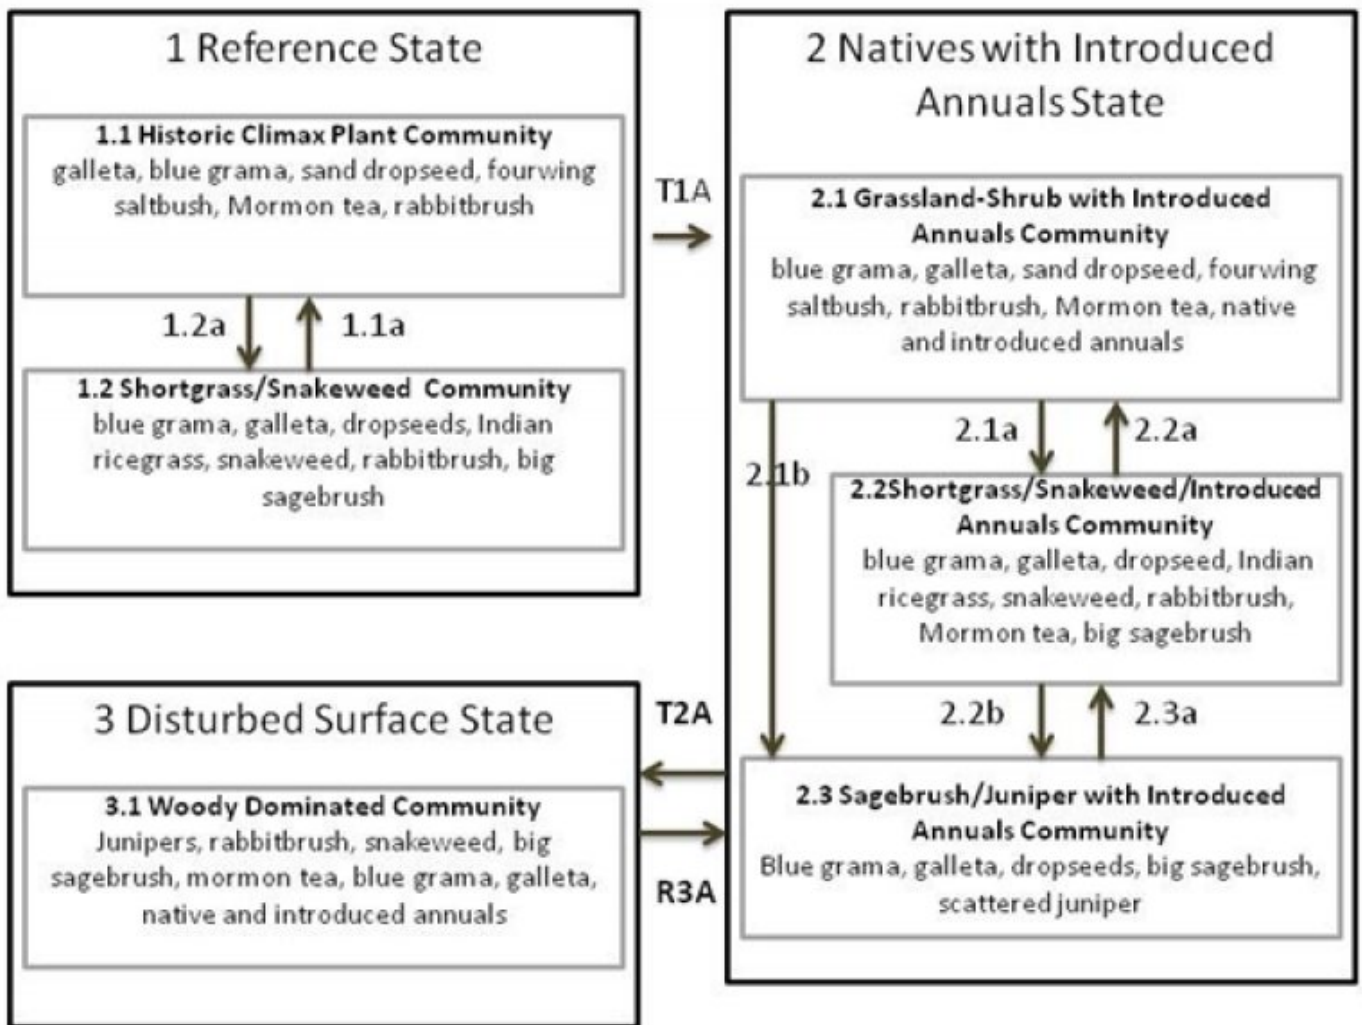 1 Reference State
1.1 Historic Climax Plant Community
galleta, blue grama, sand dropseed, fourwing
saltbush, Mormon tea, rabbitbrush
1.2a
1.1a
1.2 Shortgrass/Snakeweed Community
blue grama, galleta, dropseeds, Indian
ricegrass, snakeweed, rabbitbrush, big
sagebrush
T1A
2 Natives with Introduced
Annuals State
2.1 Grassland-Shrub with Introduced
Annuals Community
blue grama, galleta, sand dropseed, fourwing
saltbush, rabbitbrush, Mormon tea, native
and introduced annuals
2.1a
2.2a
2.1b
2.2Shortgrass/Snakeweed/Introduced
Annuals Community
blue grama, galleta, dropseed, Indian
ricegrass, snakeweed, rabbitbrush,
Mormon tea, big sagebrush
2.2b
2.3a
2.3 Sagebrush/Juniper with Introduced
Annuals Community
Blue grama, galleta, dropseeds, big sagebrush,
scattered juniper
T2A
R3A
3 Disturbed Surface State
3.1 Woody Dominated Community
Junipers, rabbitbrush, snakeweed, big
sagebrush, mormon tea, blue grama, galleta,
native and introduced annuals